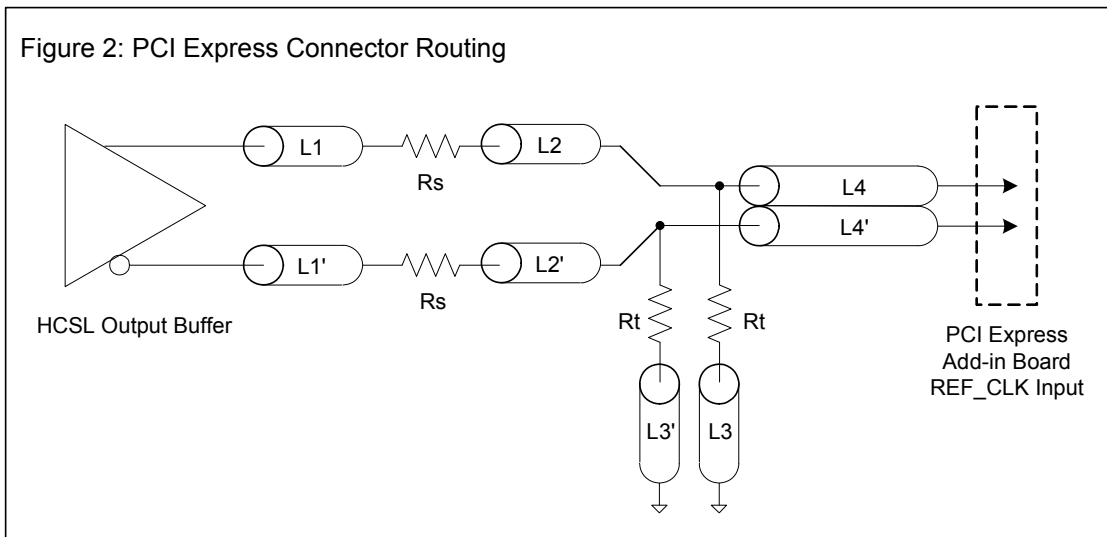 Figure 2: PCI Express Connector Routing
L1
Rs
L2
L4
L4'
L1'
Rs
L2'
HCSL Output Buffer
Rt
Rt
L3'
L3
PCI Express
Add-in Board
REF_CLK Input